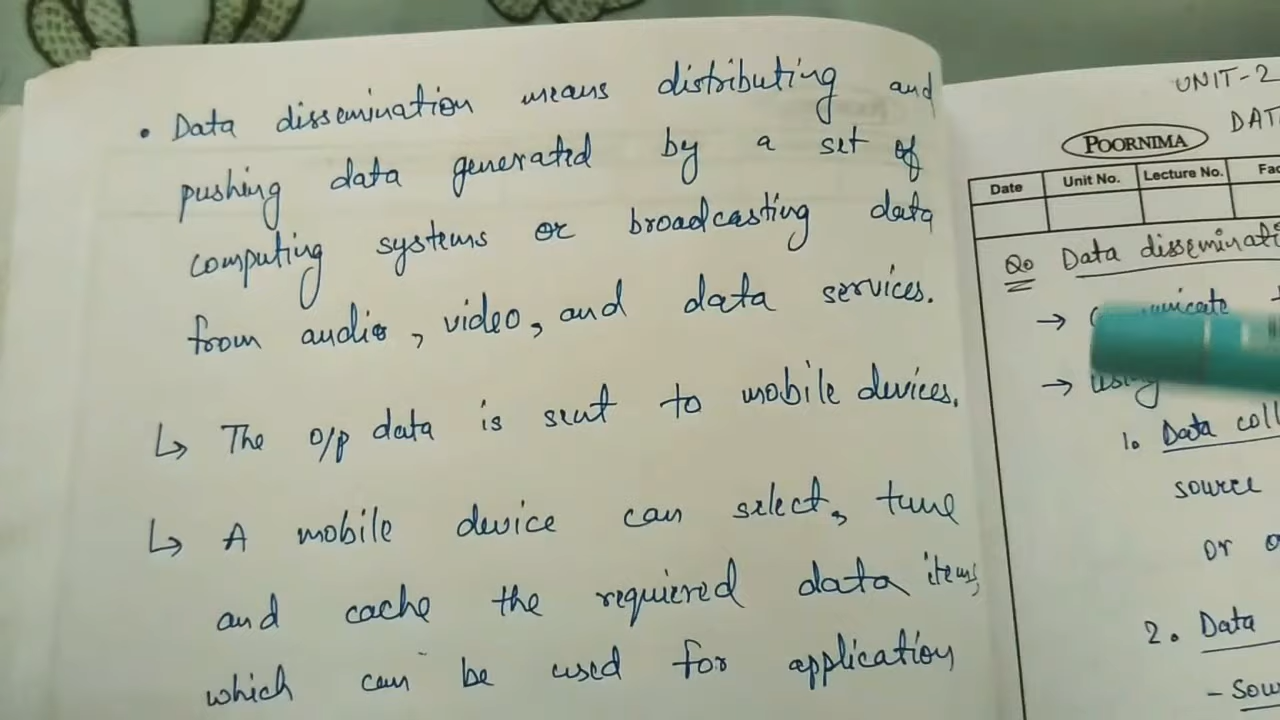 • Data dissemination means distributing and
pushing data generated by a set of
computing systems or broadcasting data
from audio, video, and data services.
↳ The o/p data is sent to mobile devices.
↳ A mobile device can select, tune
and cache the requiered data items,
which can be used for application
UNIT-2
POORNIMA
Date Unit No. Lecture No.
Qo Data
→
→ using
1. Data
source
or
2. Data
-